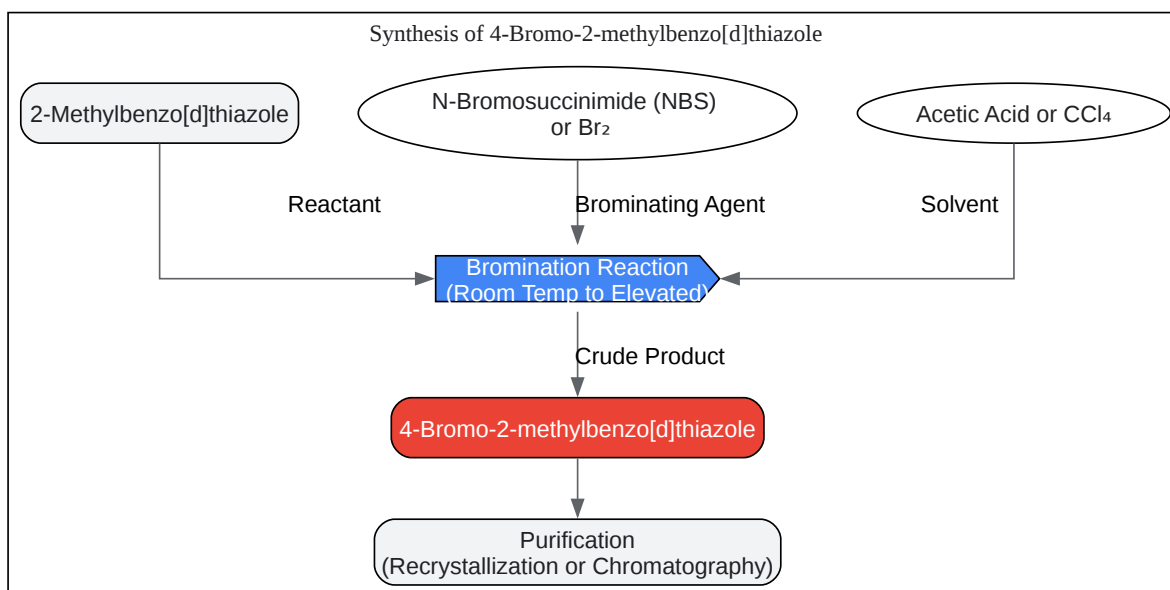 Synthesis of 4-Bromo-2-methylbenzo[d]thiazole
2-Methylbenzo[d]thiazole
N-Bromosuccinimide (NBS)
or Br₂
Acetic Acid or CCl₄
Reactant
Brominating Agent
Solvent
Bromination Reaction
(Room Temp to Elevated)
Crude Product
4-Bromo-2-methylbenzo[d]thiazole
Purification
(Recrystallization or Chromatography)